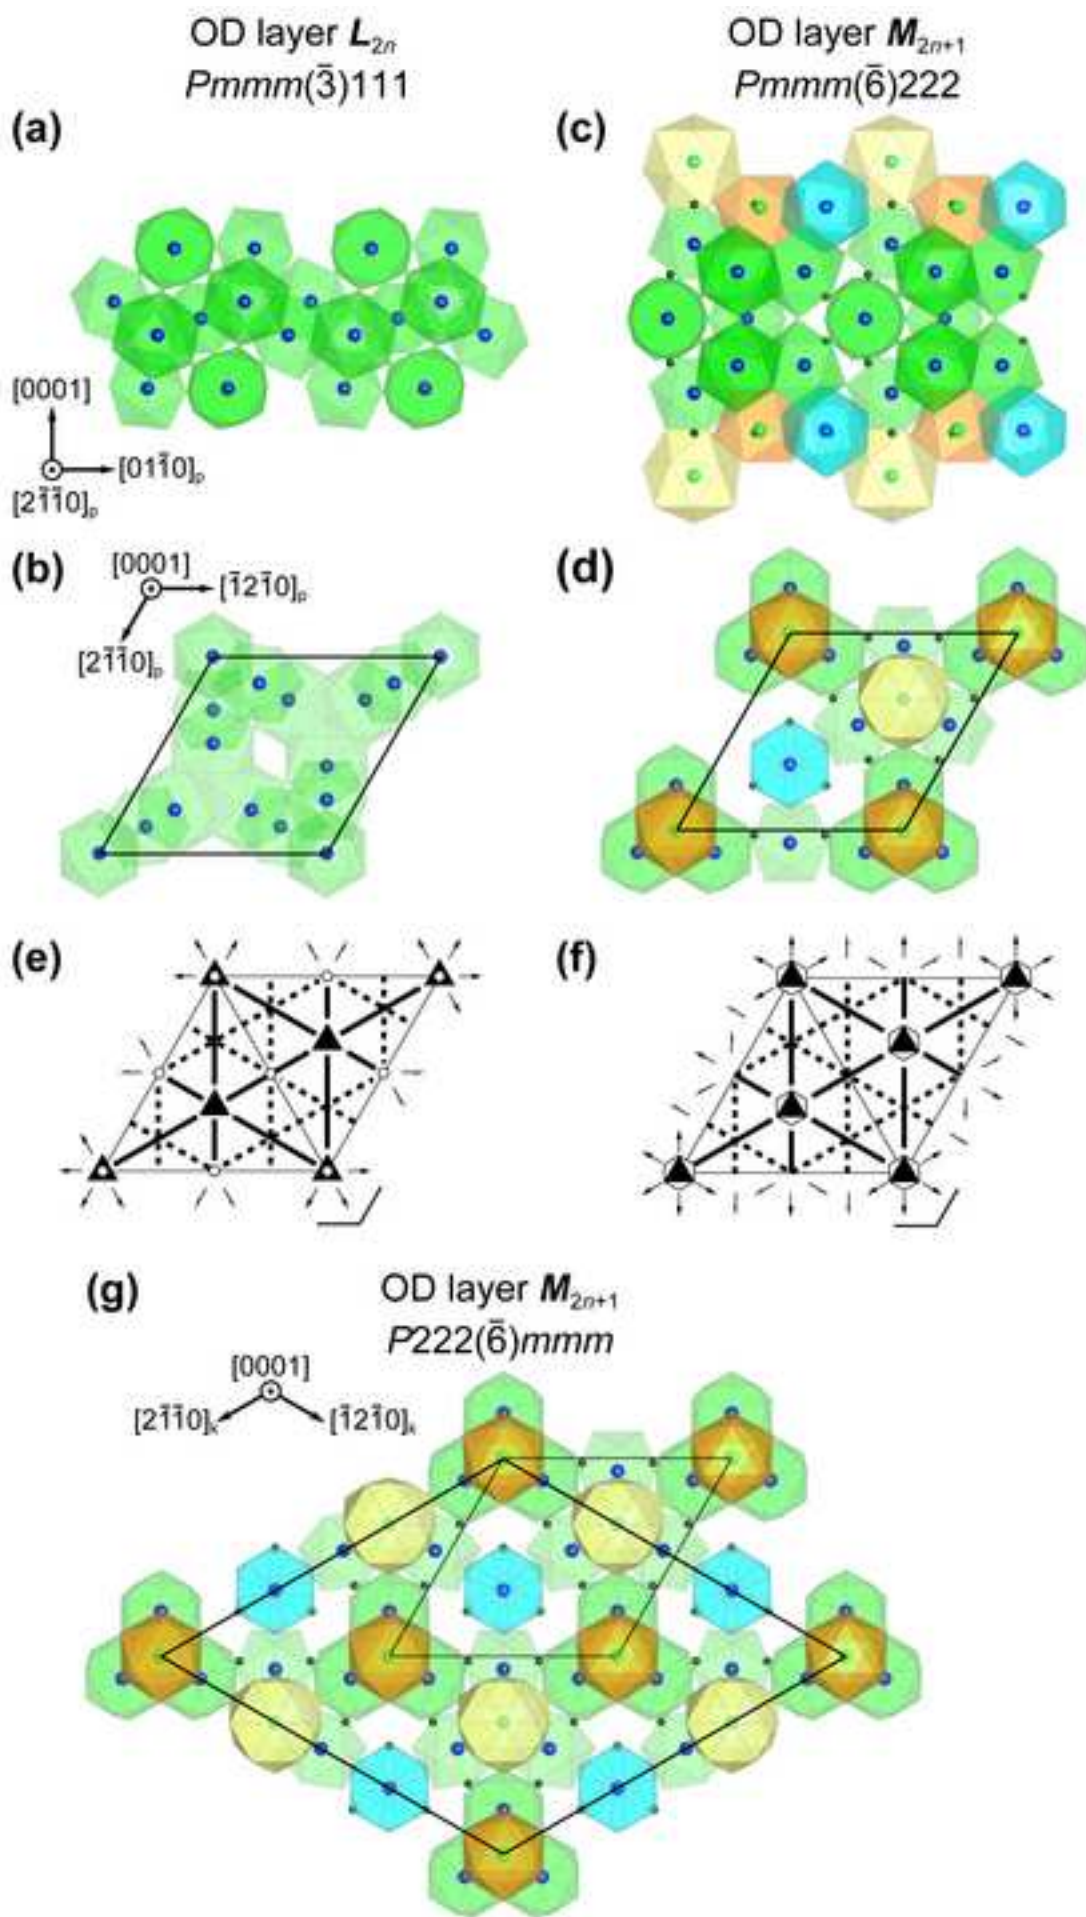 OD layer L₂ₙ
Pmmm(3̄)111
OD layer M₂ₙ₊₁
Pmmm(6̄)222
(a)
(c)
[0001]
[011̄0]ₚ
[21̄1̄0]ₚ
(b)
[0001]
[1̄21̄0]ₚ
[21̄1̄0]ₚ
(d)
(e)
(f)
(g)
OD layer M₂ₙ₊₁
P222(6̄)mmm
[0001]
[21̄1̄0]ₖ
[1̄21̄0]ₖ